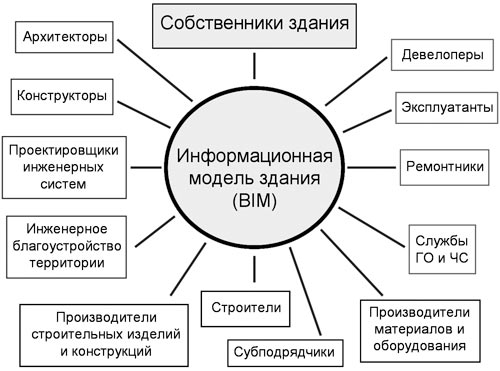 Собственники здания
Архитекторы
Девелоперы
Конструкторы
Эксплуатанты
Информационная
модель здания
(BIM)
Проектировщики
инженерных
систем
Ремонтники
Инженерное
благоустройство
территории
Службы
ГО и ЧС
Производители
строительных изделий
и конструкций
Строители
Субподрядчики
Производители
материалов и
оборудования